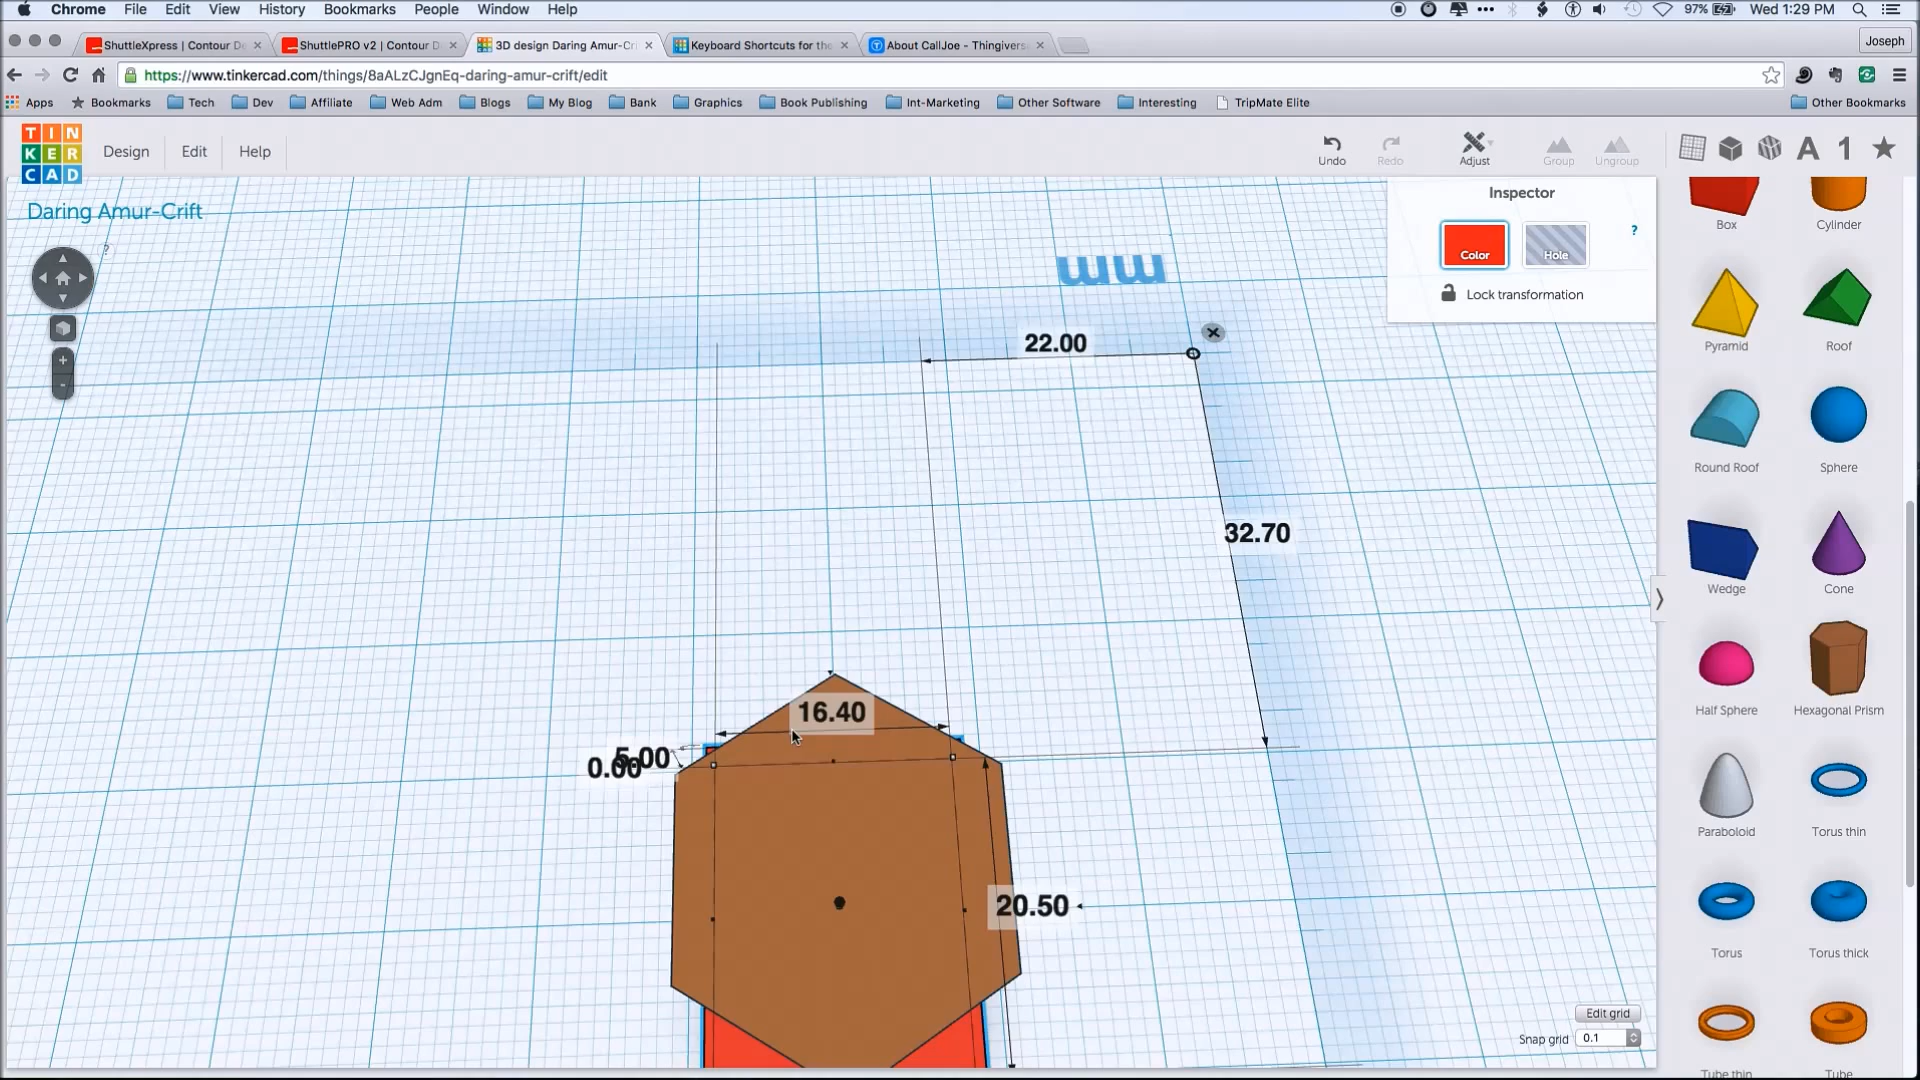 Chrome File Edit View History Bookmarks People Window Help 97% Wed 1:29 PM
ShuttleXpress | Contour De ShuttlePRO v2 | Contour D 3D design Daring Amur-Cri Keyboard Shortcuts for the About CallJoe - Thingivers Joseph
https://www.tinkercad.com/things/8aALzCJgnEq-daring-amur-crift/edit
Apps Bookmarks Tech Dev Affiliate Web Adm Blogs My Blog Bank Graphics Book Publishing Int-Marketing Other Software Interesting TripMate Elite Other Bookmarks
TIN
KER
CAD
Design Edit Help Undo Redo Adjust Group Ungroup A 1
Daring Amur-Crift
?
Inspector
Color Hole ?
Lock transformation
mm
22.00
32.70
16.40
5.00
0.00
20.50
Box Cylinder
Pyramid Roof
Round Roof Sphere
Wedge Cone
Half Sphere Hexagonal Prism
Paraboloid Torus thin
Torus Torus thick
Tube thin Tube
Edit grid
Snap grid 0.1